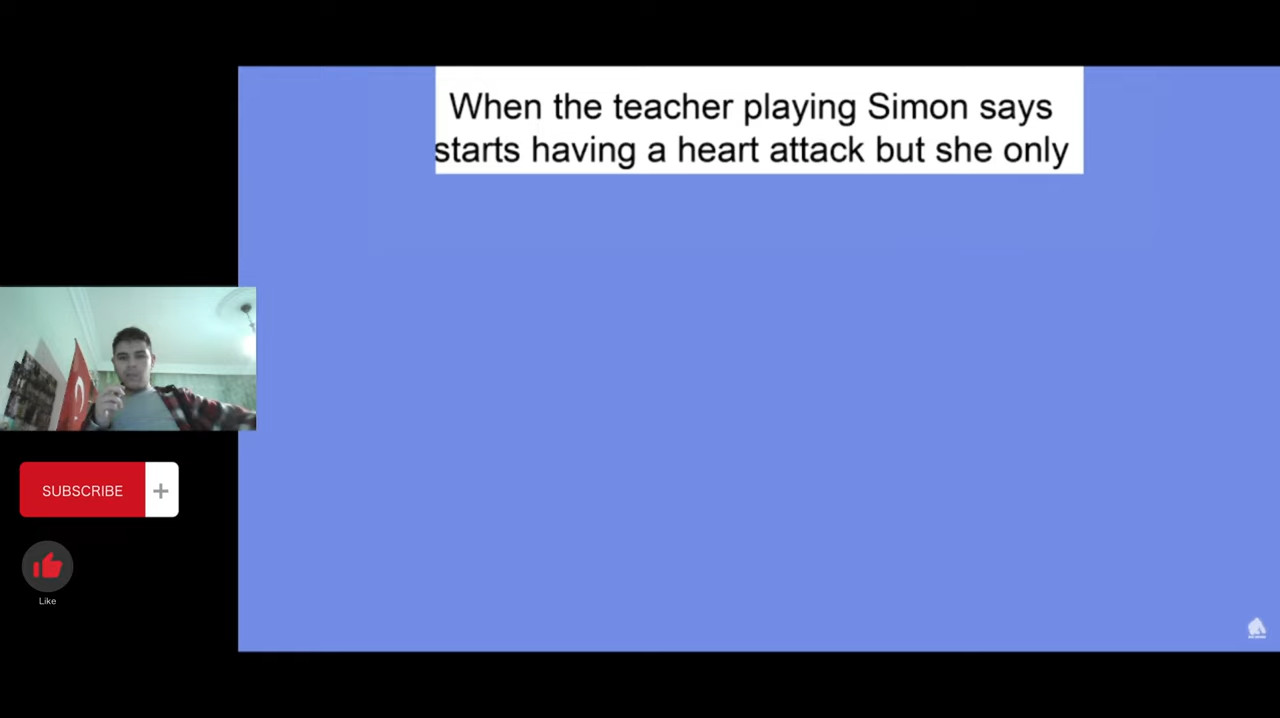 When the teacher playing Simon says
starts having a heart attack but she only
SUBSCRIBE
Like